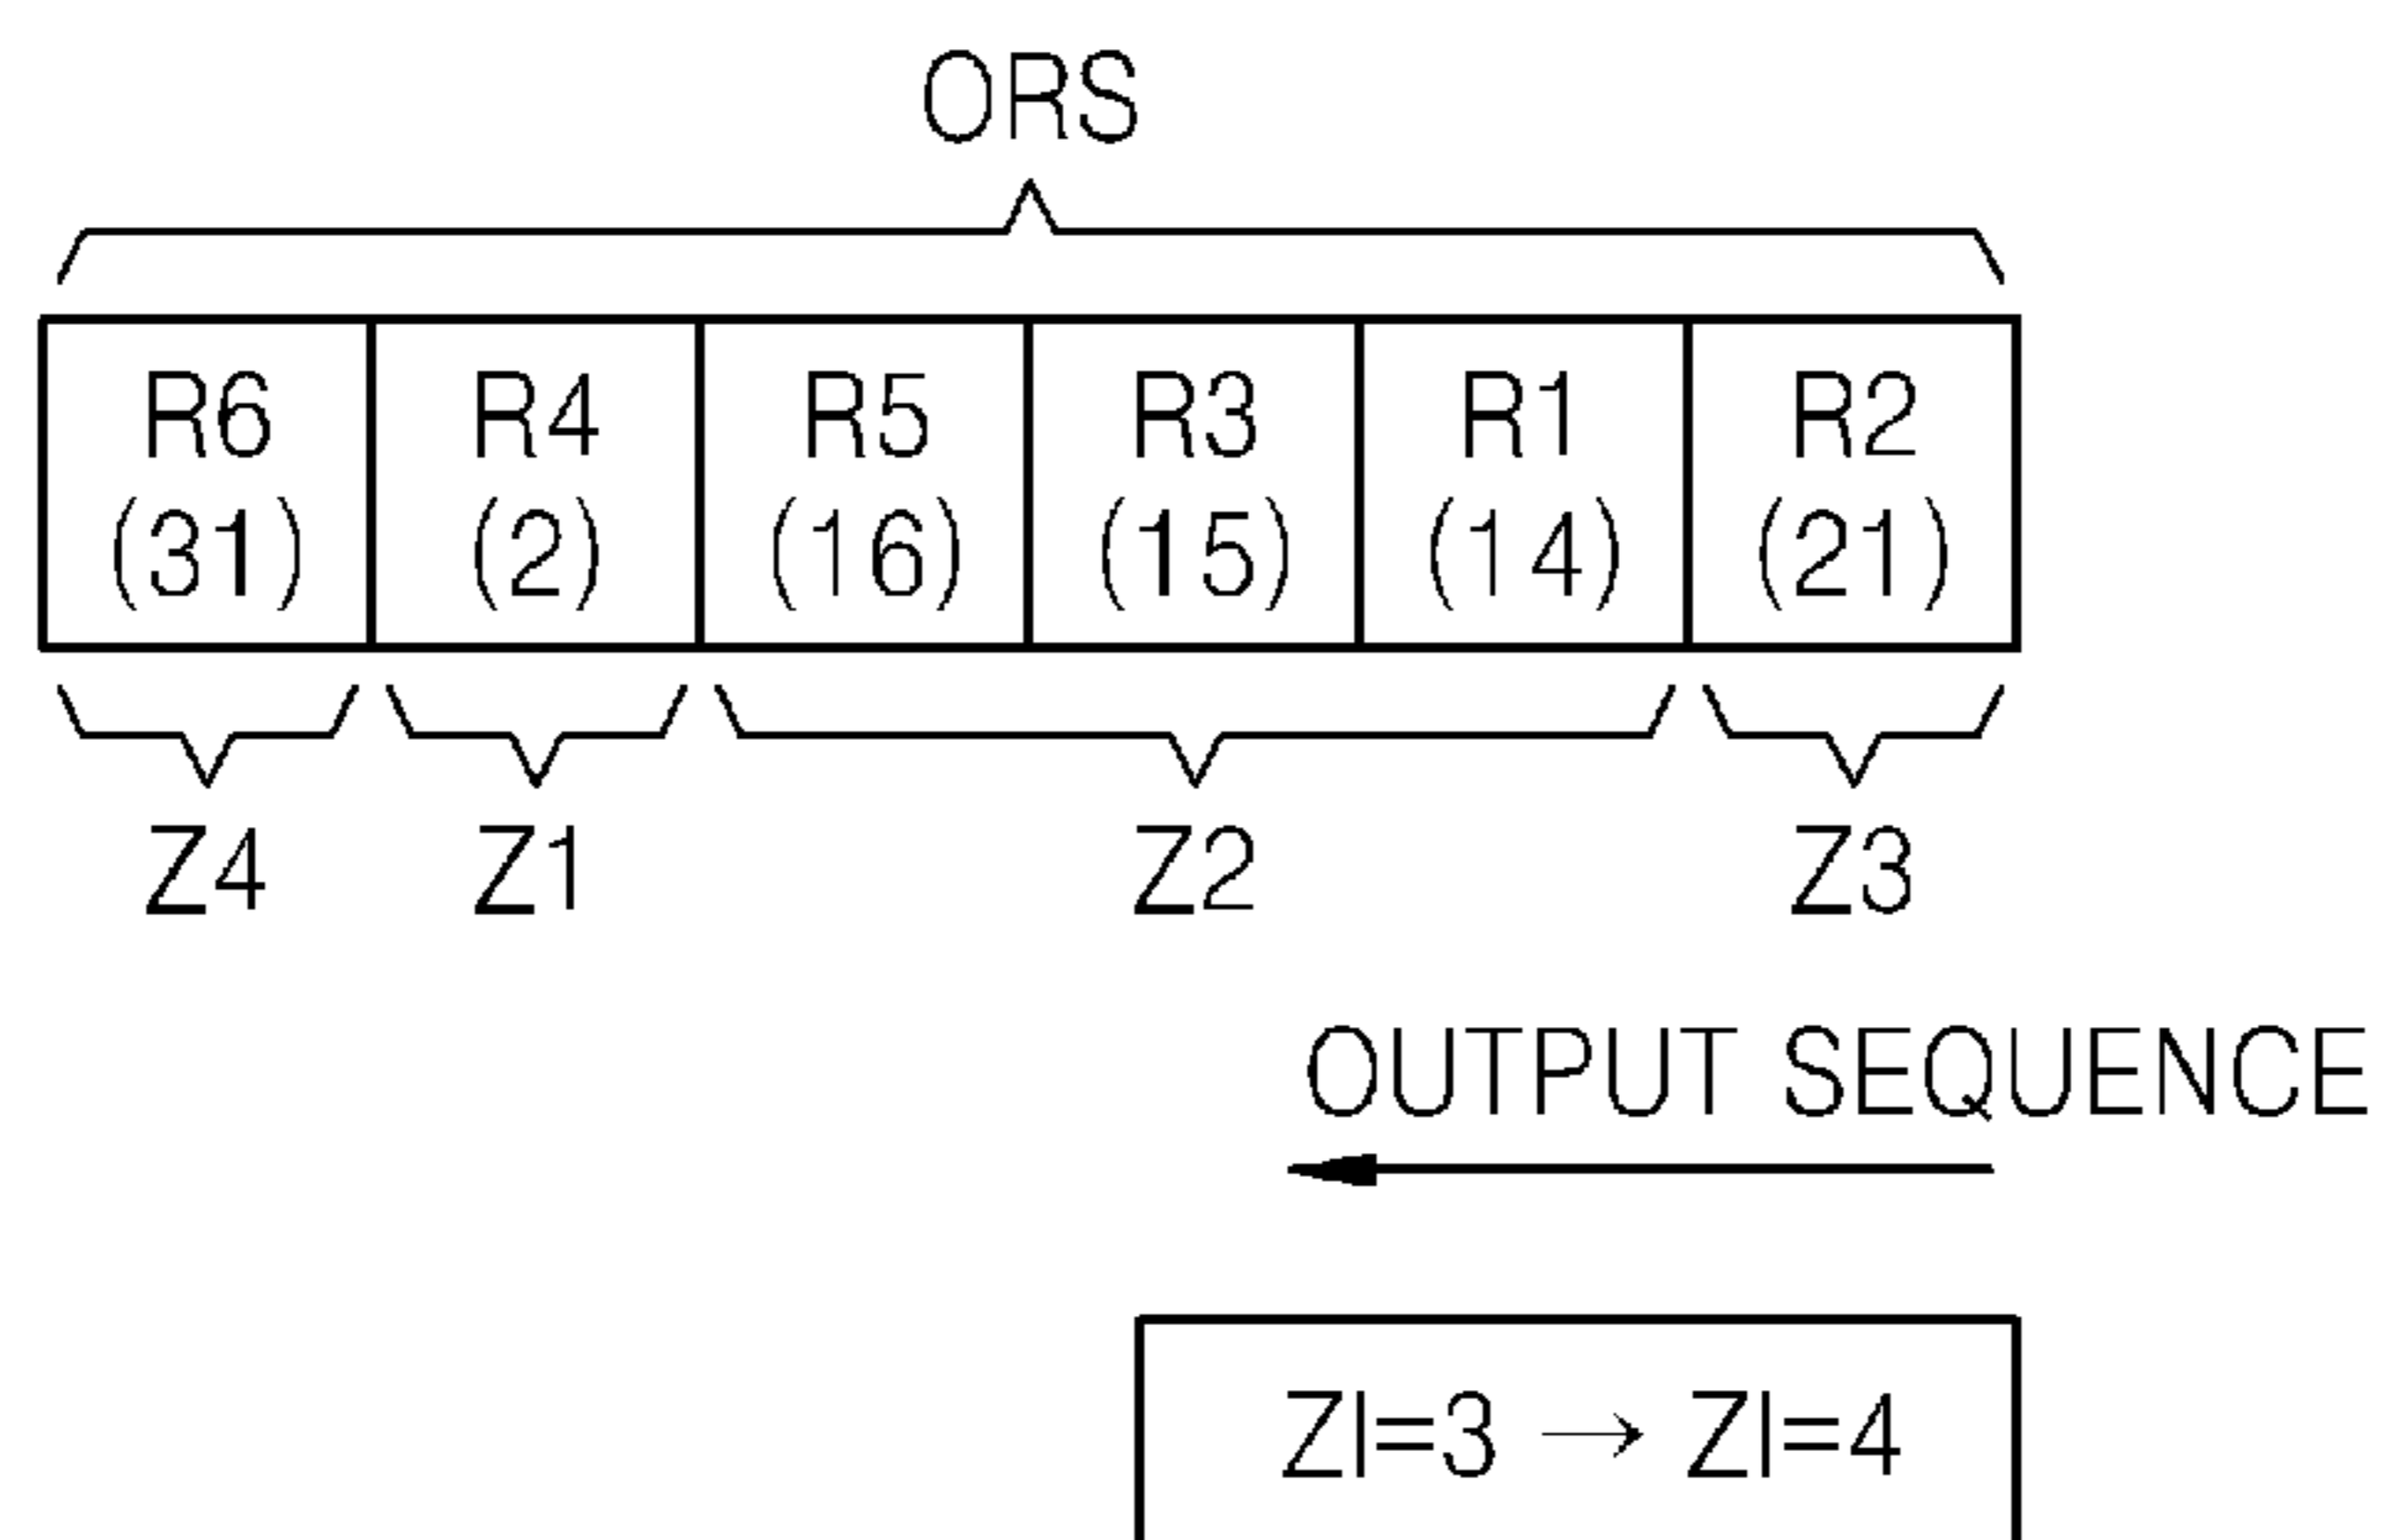 ORS
R6 R4 R5 R3 R1 R2
(31) (2) (16) (15) (14) (21)
Z4 Z1 Z2 Z3
OUTPUT SEQUENCE
ZI=3 → ZI=4